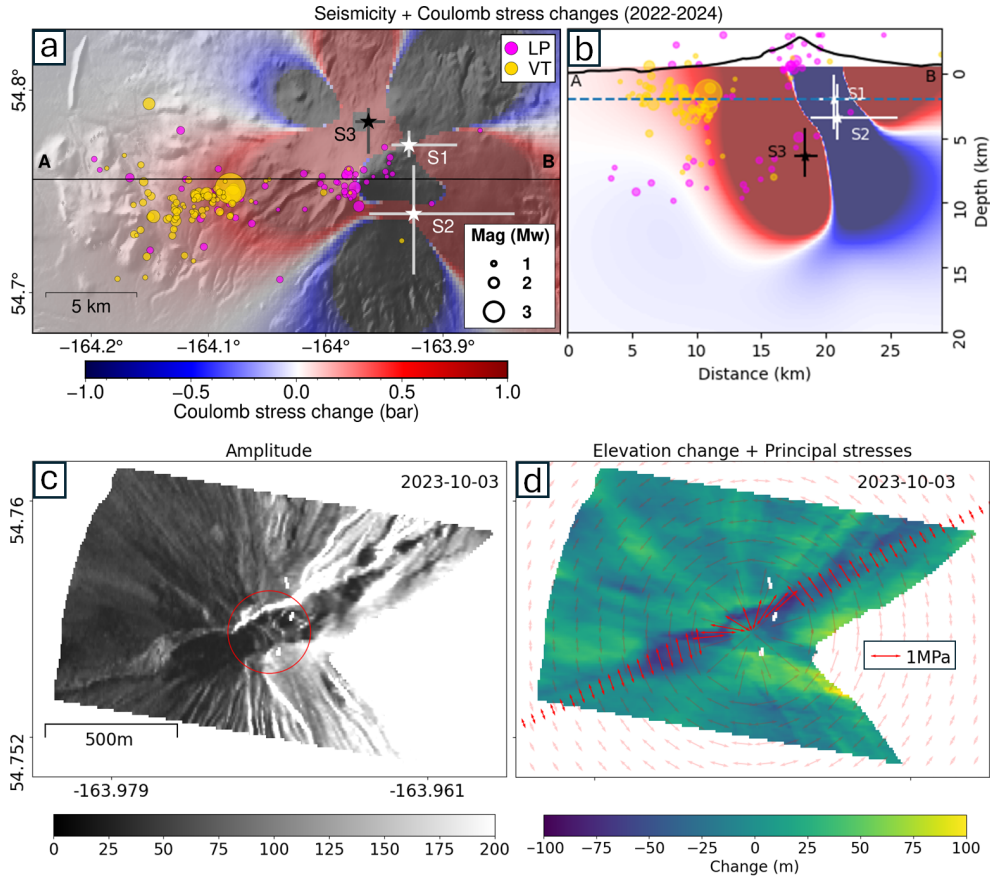 Seismicity + Coulomb stress changes (2022-2024)
a
LP
VT
54.8°
54.7°
A
B
S3
S1
S2
Mag (Mw)
1
2
3
5 km
−164.2° −164.1° −164° −163.9°
−1.0 −0.5 0.0 0.5 1.0
Coulomb stress change (bar)
b
A
B
S1
S2
S3
0
5
10
15
20
Depth (km)
0 5 10 15 20 25
Distance (km)
Amplitude
c
2023-10-03
54.76
54.752
500m
-163.979 -163.961
0 25 50 75 100 125 150 175 200
Elevation change + Principal stresses
d
2023-10-03
1MPa
−100 −75 −50 −25 0 25 50 75 100
Change (m)